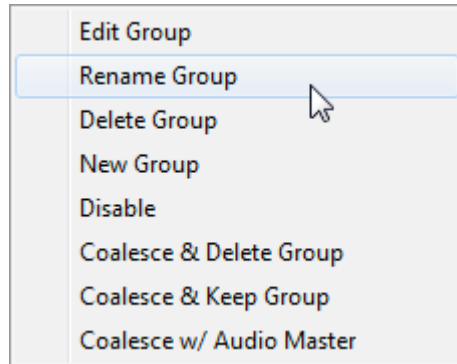 Edit Group
Rename Group
Delete Group
New Group
Disable
Coalesce & Delete Group
Coalesce & Keep Group
Coalesce w/ Audio Master